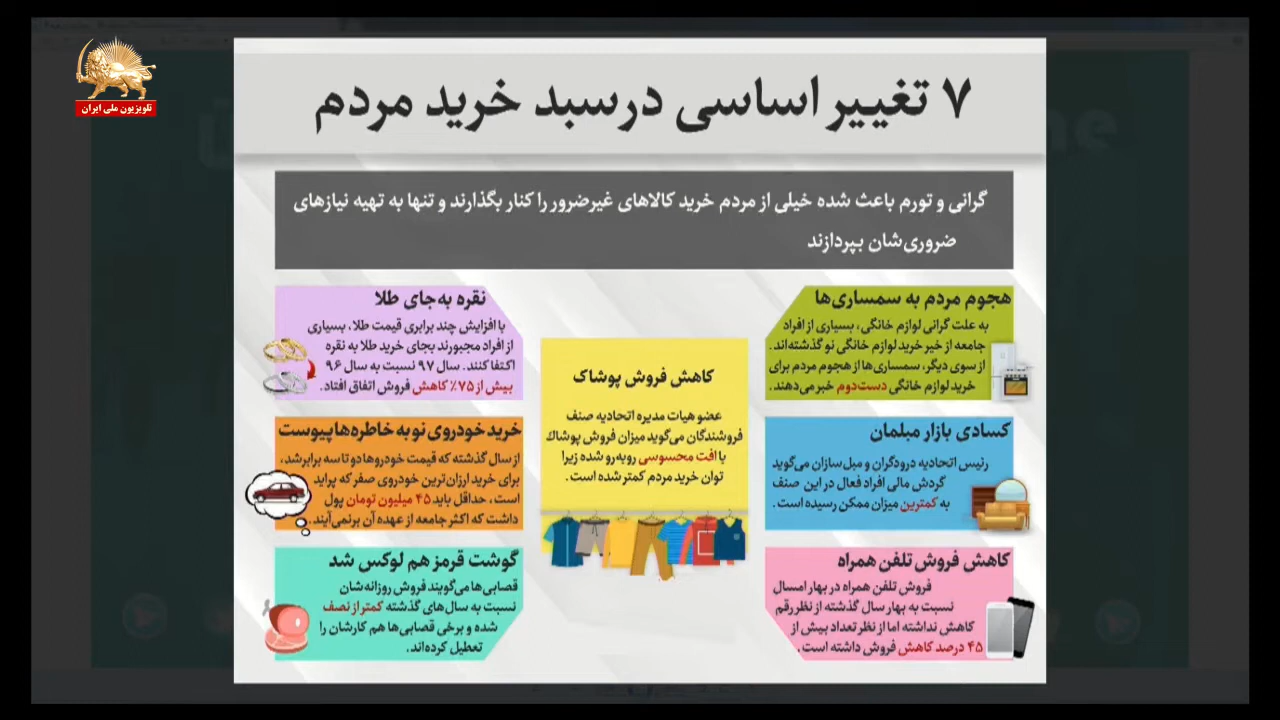 تلویزیون ملی ایران
۷ تغییر اساسی در سبد خرید مردم
گرانی و تورم باعث شده خیلی از مردم خرید کالاهای غیرضرور را کنار بگذارند و تنها به تهیه نیازهای
ضروری‌شان بپردازند
هجوم مردم به سمساری‌ها
به علت گرانی لوازم خانگی، بسیاری از افراد
جامعه از خیر خرید لوازم خانگی نو گذشته‌اند.
از سوی دیگر، سمساری‌ها از هجوم مردم برای
خرید لوازم خانگی دست‌دوم خبر می‌دهند.
کسادی بازار مبلمان
رئیس اتحادیه درودگران و مبل‌سازان می‌گوید
گردش مالی افراد فعال در این صنف
به کمترین میزان ممکن رسیده است.
کاهش فروش تلفن همراه
فروش تلفن همراه در بهار امسال
نسبت به بهار سال گذشته از نظر رقم
کاهش نداشته اما از نظر تعداد بیش از
۴۵ درصد کاهش فروش داشته است.
کاهش فروش پوشاک
عضو هیات مدیره اتحادیه صنف
فروشندگان می‌گوید میزان فروش پوشاک
با افت محسوسی روبه‌رو شده زیرا
توان خرید مردم کمتر شده است.
نقره به‌جای طلا
با افزایش چند برابری قیمت طلا، بسیاری
از افراد مجبورند بجای خرید طلا به نقره
اکتفا کنند. سال ۹۷ نسبت به سال ۹۶
بیش از ۷۵٪ کاهش فروش اتفاق افتاد.
خرید خودروی نو به خاطره‌ها پیوست
از سال گذشته که قیمت خودروها دو تا سه برابر شد،
برای خرید ارزان‌ترین خودروی صفر که پراید
است، حداقل باید ۴۵ میلیون تومان پول
داشت که اکثر جامعه از عهده آن برنمی‌آیند.
گوشت قرمز هم لوکس شد
قصابی‌ها می‌گویند فروش روزانه‌شان
نسبت به سال‌های گذشته کمتر از نصف
شده و برخی قصابی‌ها هم کارشان را
تعطیل کرده‌اند.